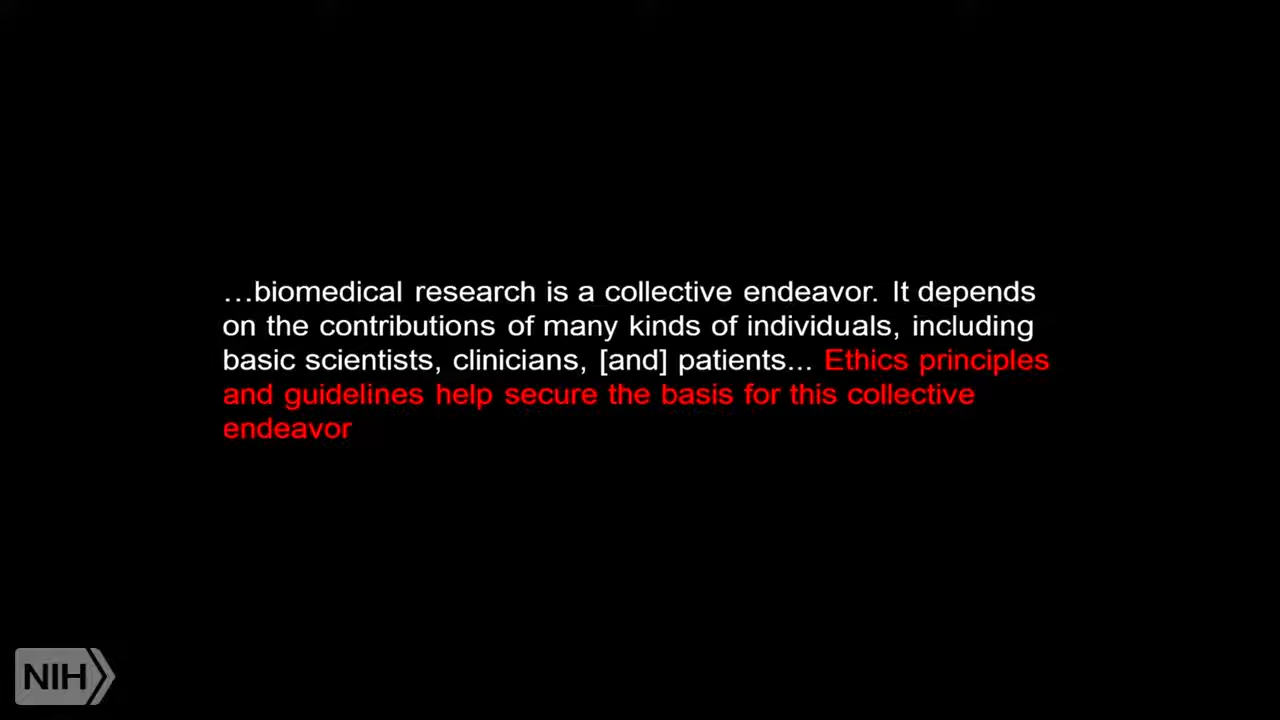 …biomedical research is a collective endeavor. It depends
on the contributions of many kinds of individuals, including
basic scientists, clinicians, [and] patients... Ethics principles
and guidelines help secure the basis for this collective
endeavor
NIH